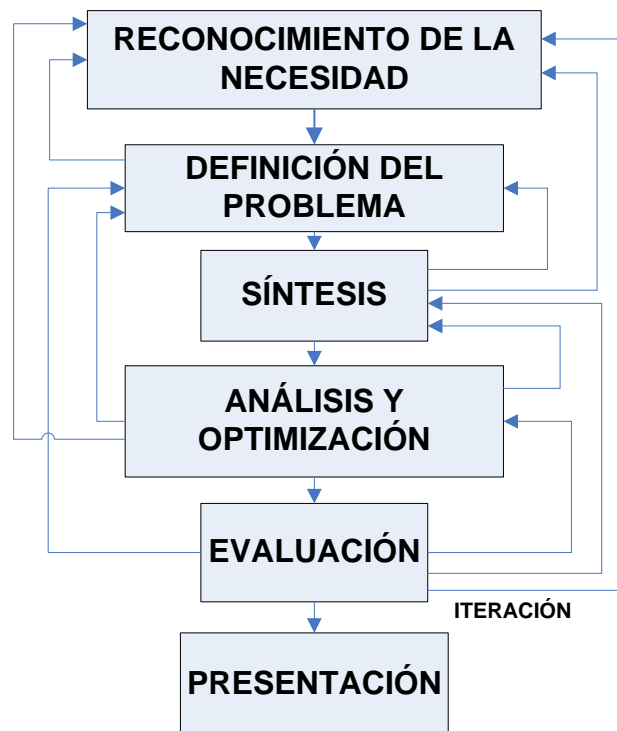 RECONOCIMIENTO DE LA
NECESIDAD
DEFINICIÓN DEL
PROBLEMA
SÍNTESIS
ANÁLISIS Y
OPTIMIZACIÓN
EVALUACIÓN
ITERACIÓN
PRESENTACIÓN